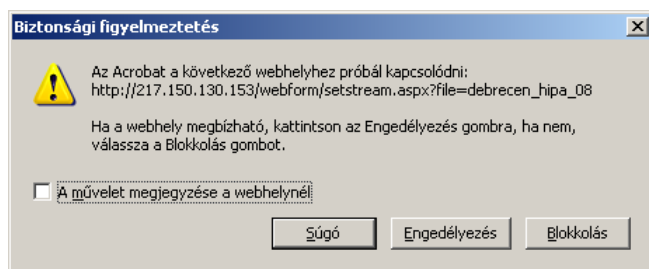 Biztonsági figyelmeztetés
Az Acrobat a következő webhelyhez próbál kapcsolódni:
http://217.150.130.153/webform/setstream.aspx?file=debrecen_hipa_08
Ha a webhely megbízható, kattintson az Engedélyezés gombra, ha nem,
válassza a Blokkolás gombot.
A művelet megjegyzése a webhelynél
Súgó Engedélyezés Blokkolás